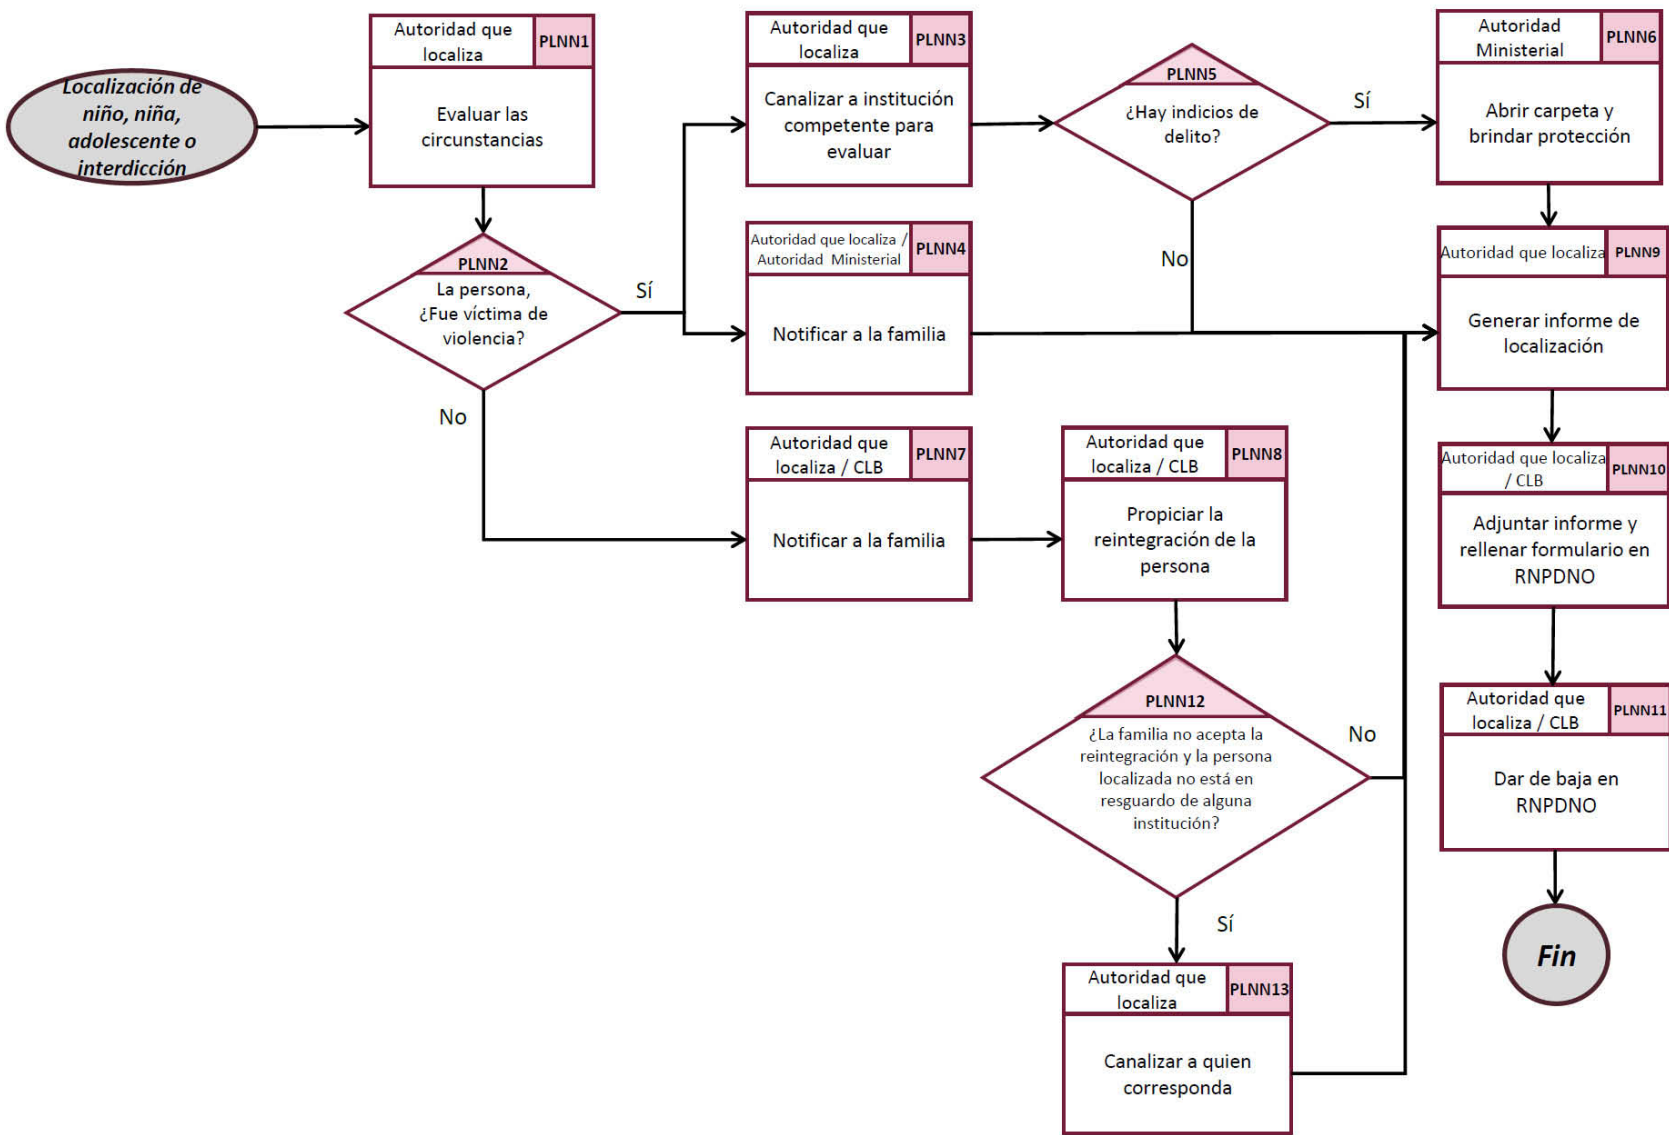 Localización de
niño, niña,
adolescente o
interdicción
Autoridad que
localiza
PLNN1
Evaluar las
circunstancias
PLNN2
La persona,
¿Fue víctima de
violencia?
Sí
No
Autoridad que
localiza
PLNN3
Canalizar a institución
competente para
evaluar
Autoridad que localiza /
Autoridad Ministerial
PLNN4
Notificar a la familia
PLNN5
¿Hay indicios de
delito?
Sí
No
Autoridad
Ministerial
PLNN6
Abrir carpeta y
brindar protección
Autoridad que
localiza / CLB
PLNN7
Notificar a la familia
Autoridad que
localiza / CLB
PLNN8
Propiciar la
reintegración de la
persona
Autoridad que localiza
PLNN9
Generar informe de
localización
Autoridad que localiza
/ CLB
PLNN10
Adjuntar informe y
rellenar formulario en
RNPDNO
Autoridad que
localiza / CLB
PLNN11
Dar de baja en
RNPDNO
PLNN12
¿La familia no acepta la
reintegración y la persona
localizada no está en
resguardo de alguna
institución?
No
Sí
Autoridad que
localiza
PLNN13
Canalizar a quien
corresponda
Fin